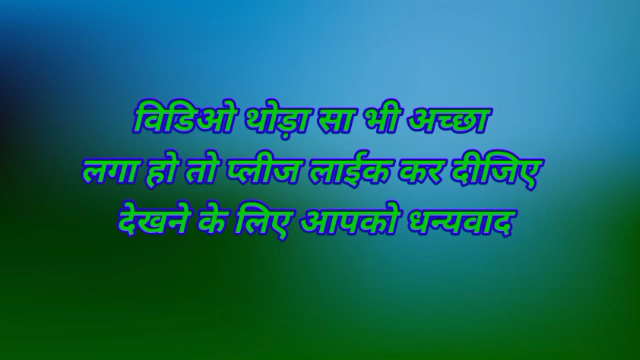 विडिओ थोड़ा सा भी अच्छा
लगा हो तो प्लीज लाईक कर दीजिए
देखने के लिए आपको धन्यवाद